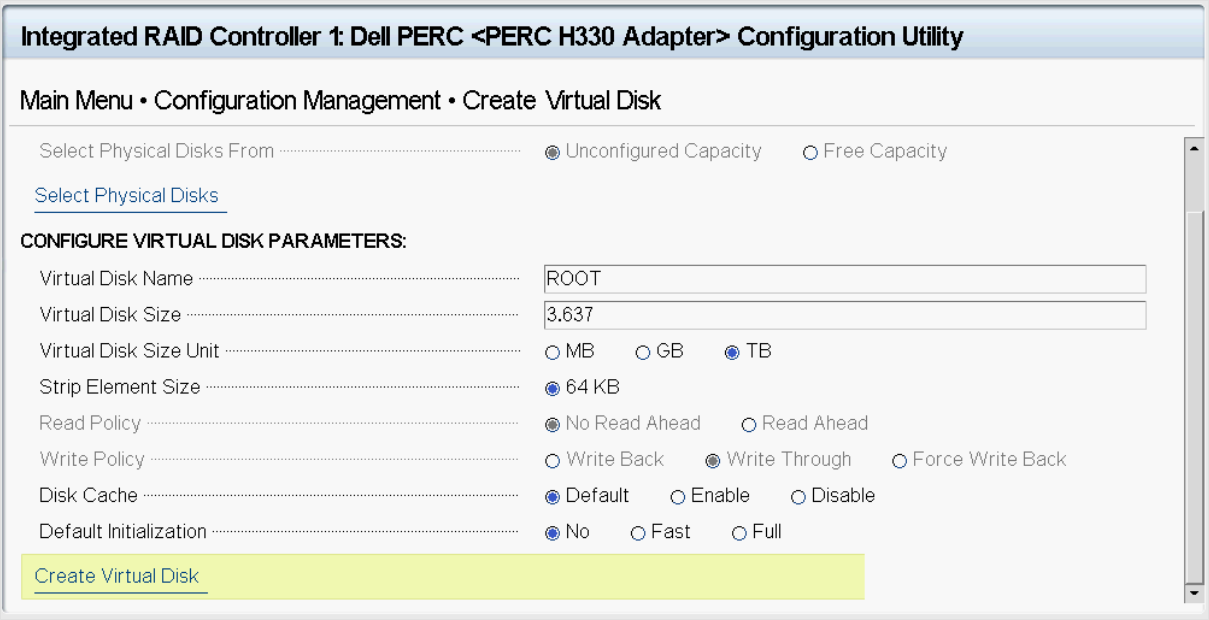 Integrated RAID Controller 1: Dell PERC <PERC H330 Adapter> Configuration Utility
Main Menu • Configuration Management • Create Virtual Disk
Select Physical Disks From Unconfigured Capacity Free Capacity
Select Physical Disks
CONFIGURE VIRTUAL DISK PARAMETERS:
Virtual Disk Name ROOT
Virtual Disk Size 3.637
Virtual Disk Size Unit MB GB TB
Strip Element Size 64 KB
Read Policy No Read Ahead Read Ahead
Write Policy Write Back Write Through Force Write Back
Disk Cache Default Enable Disable
Default Initialization No Fast Full
Create Virtual Disk